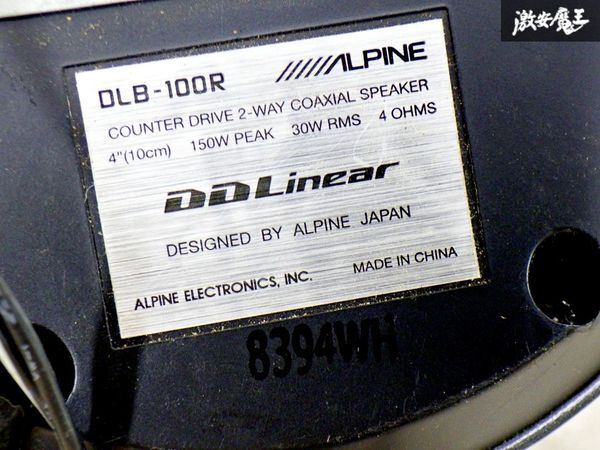 激安魔王
DLB-100R ALPINE
COUNTER DRIVE 2-WAY COAXIAL SPEAKER
4"(10cm) 150W PEAK 30W RMS 4 OHMS
DDLinear
DESIGNED BY ALPINE JAPAN
ALPINE ELECTRONICS, INC. MADE IN CHINA
8394WH